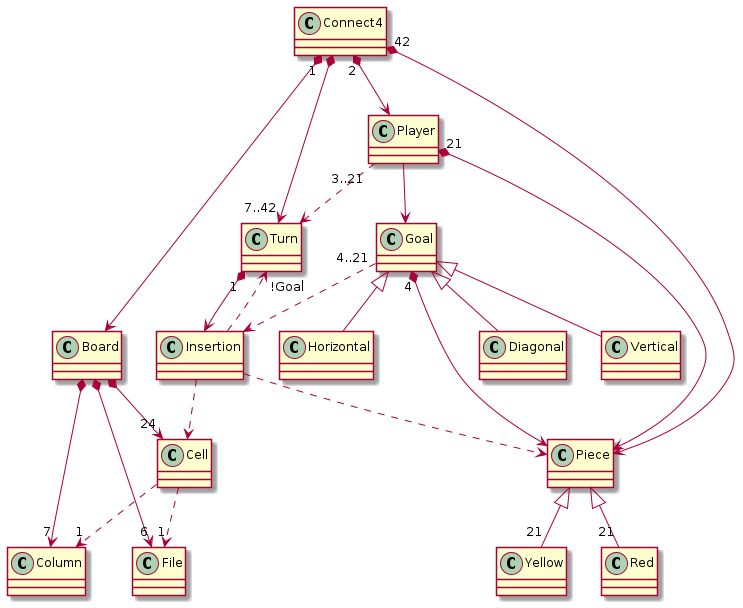 C Connect4
42
1
2
C Player
21
3..21
7..42
C Turn
C Goal
1
!Goal
4..21
4
C Board
C Insertion
C Horizontal
C Diagonal
C Vertical
24
C Cell
C Piece
7
1
6
1
21
21
C Column
C File
C Yellow
C Red